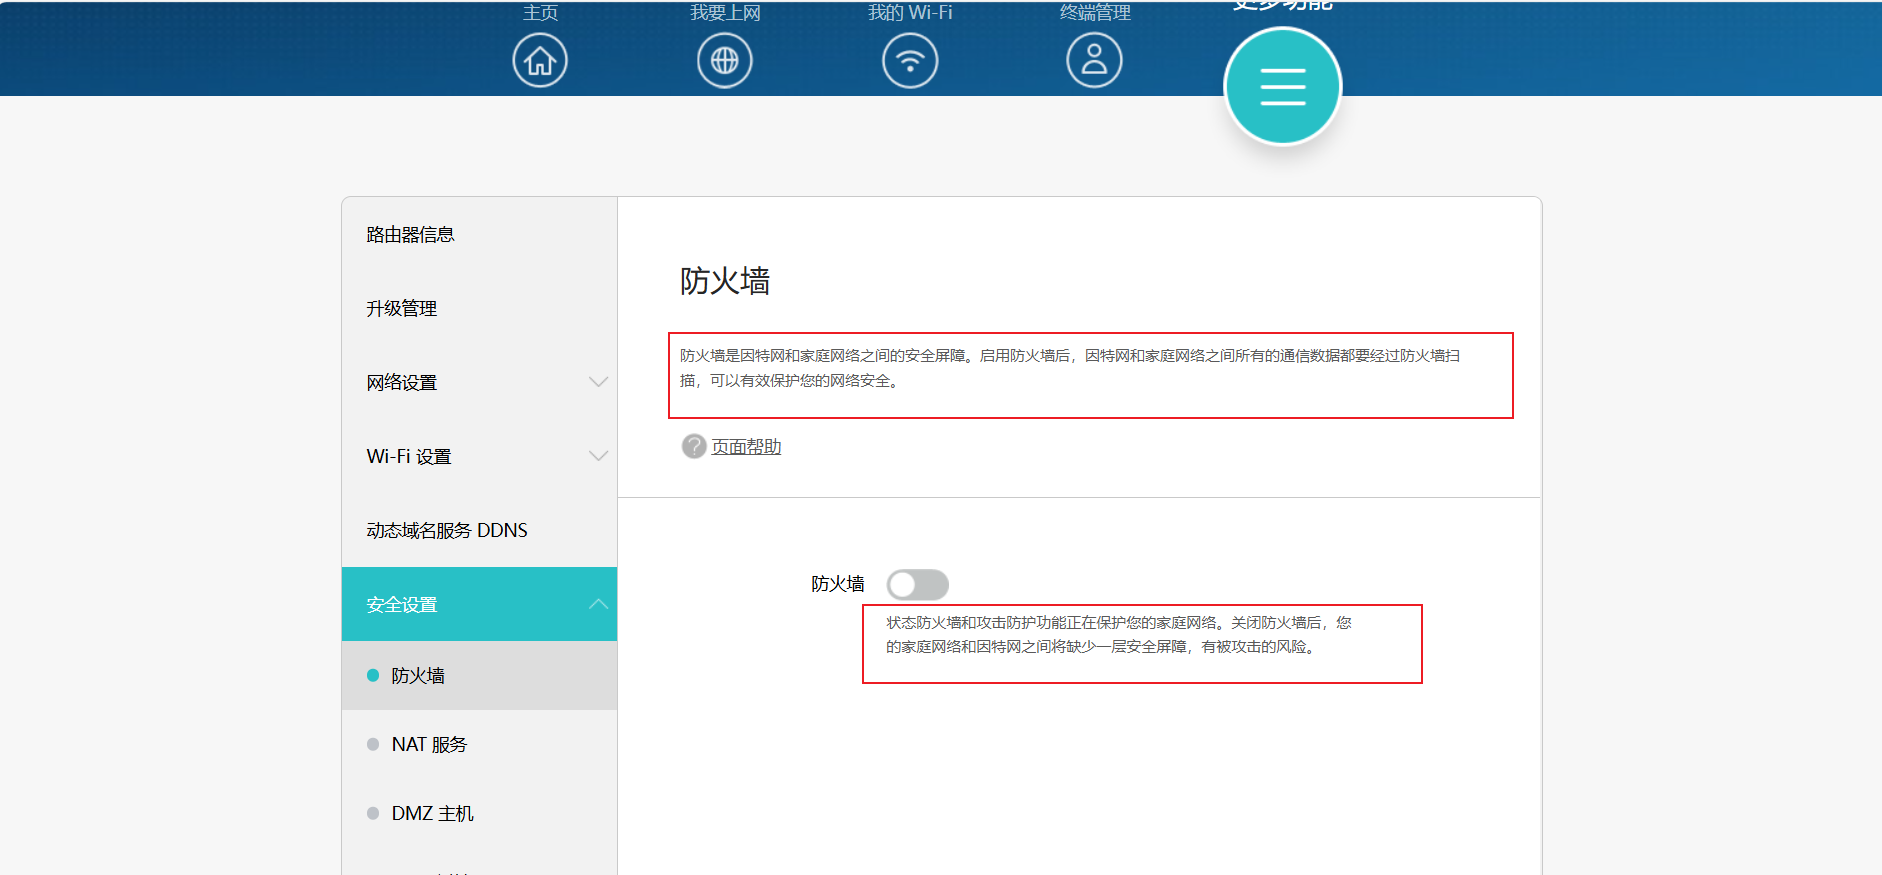 主页
我要上网
我的 Wi-Fi
终端管理
更多功能
路由器信息
升级管理
网络设置
Wi-Fi 设置
动态域名服务 DDNS
安全设置
防火墙
NAT 服务
DMZ 主机
防火墙
防火墙是因特网和家庭网络之间的安全屏障。启用防火墙后，因特网和家庭网络之间所有的通信数据都要经过防火墙扫
描，可以有效保护您的网络安全。
? 页面帮助
防火墙
状态防火墙和攻击防护功能正在保护您的家庭网络。关闭防火墙后，您
的家庭网络和因特网之间将缺少一层安全屏障，有被攻击的风险。